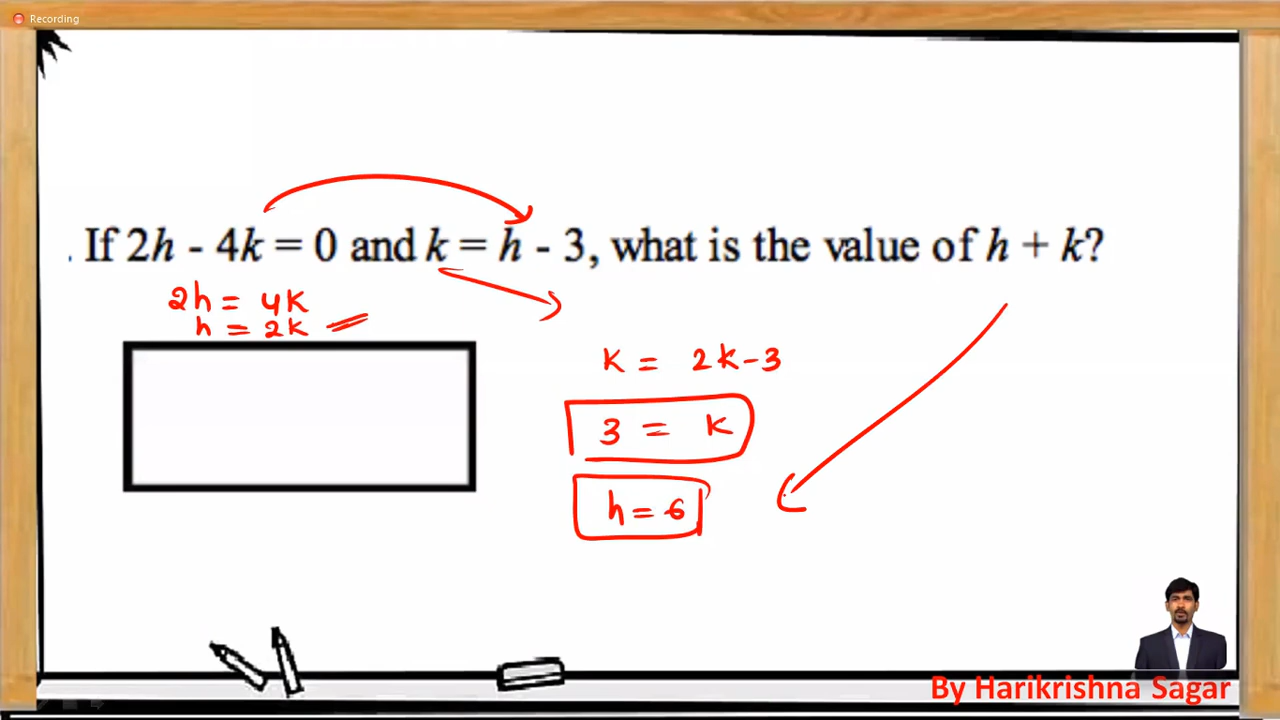 Recording
. If 2h - 4k = 0 and k = h - 3, what is the value of h + k?
2h = 4k
h = 2k
k = 2k-3
3 = k
h = 6
By Harikrishna Sagar